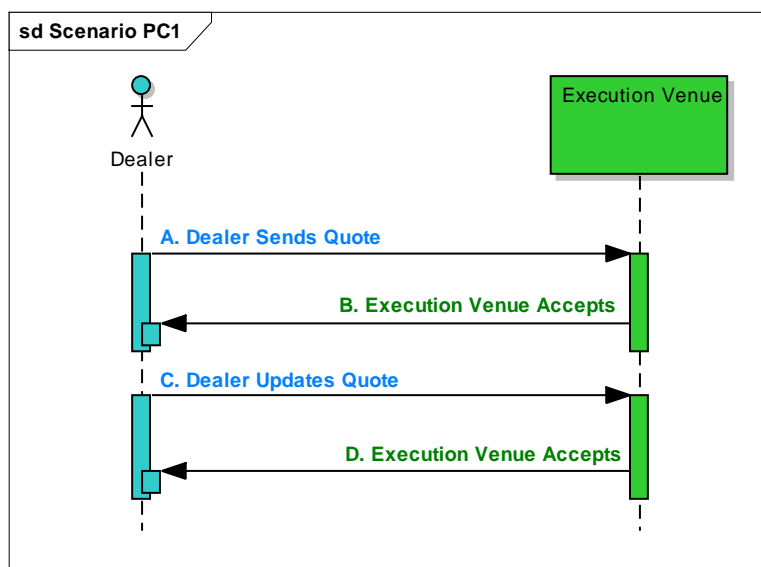 sd Scenario PC1
Dealer
Execution Venue
A. Dealer Sends Quote
B. Execution Venue Accepts
C. Dealer Updates Quote
D. Execution Venue Accepts